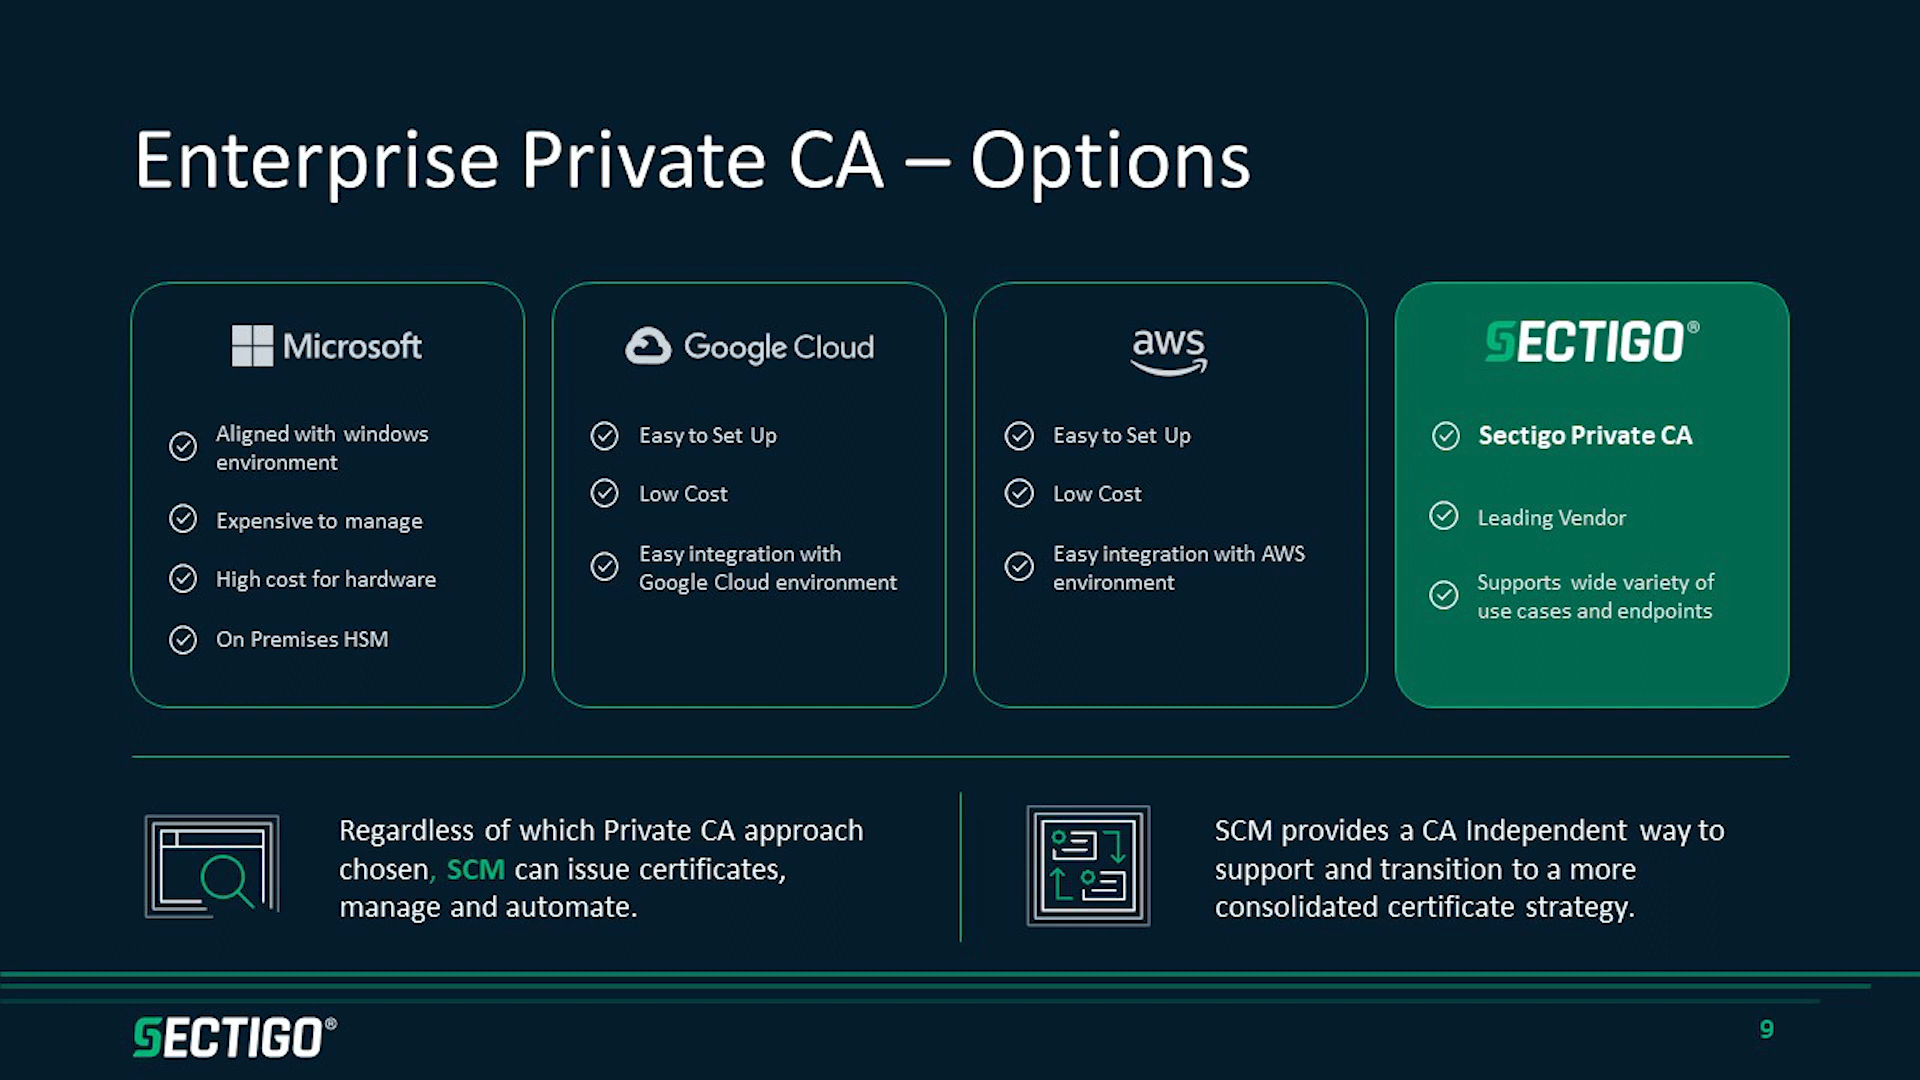 Enterprise Private CA – Options
Microsoft
Aligned with windows
environment
Expensive to manage
High cost for hardware
On Premises HSM
Google Cloud
Easy to Set Up
Low Cost
Easy integration with
Google Cloud environment
aws
Easy to Set Up
Low Cost
Easy integration with AWS
environment
SECTIGO®
Sectigo Private CA
Leading Vendor
Supports wide variety of
use cases and endpoints
Regardless of which Private CA approach
chosen, SCM can issue certificates,
manage and automate.
SCM provides a CA Independent way to
support and transition to a more
consolidated certificate strategy.
SECTIGO®
9